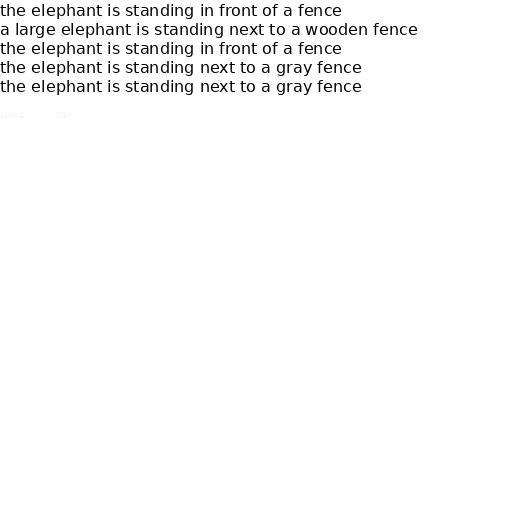 the elephant is standing in front of a fence
a large elephant is standing next to a wooden fence
the elephant is standing in front of a fence
the elephant is standing next to a gray fence
the elephant is standing next to a gray fence